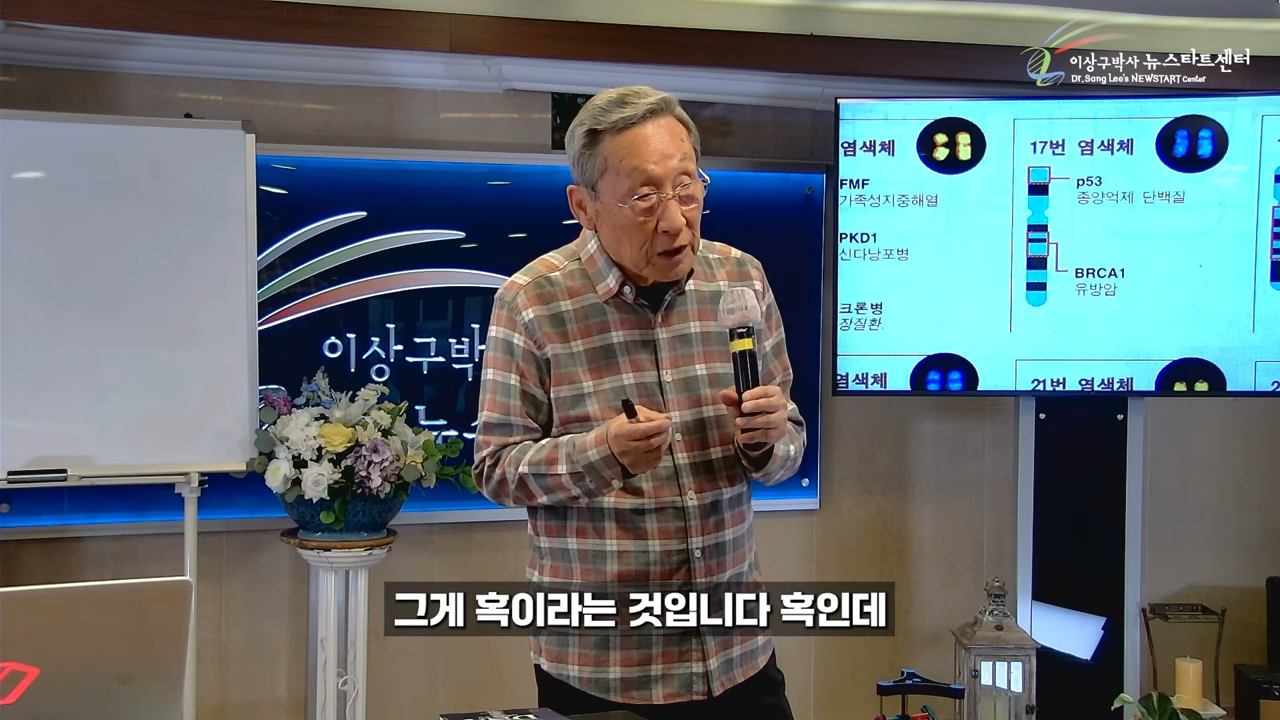 이상구박사 뉴스타트센터
Dr. Sang Lee's NEWSTART Center
염색체
FMF
가족성지중해열
PKD1
신다낭포병
크론병
장질환
염색체
17번 염색체
p53
종양억제 단백질
BRCA1
유방암
21번 염색체
이상구박
뉴스
그게 혹이라는 것입니다 혹인데